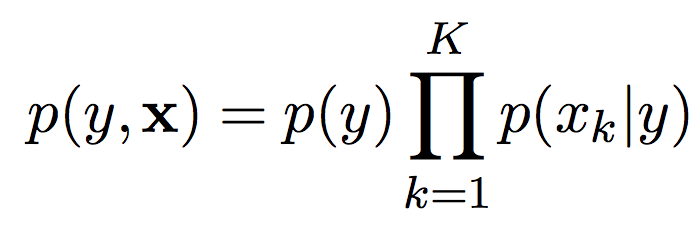 p(y, x) = p(y) ∏_{k=1}^{K} p(x_k|y)